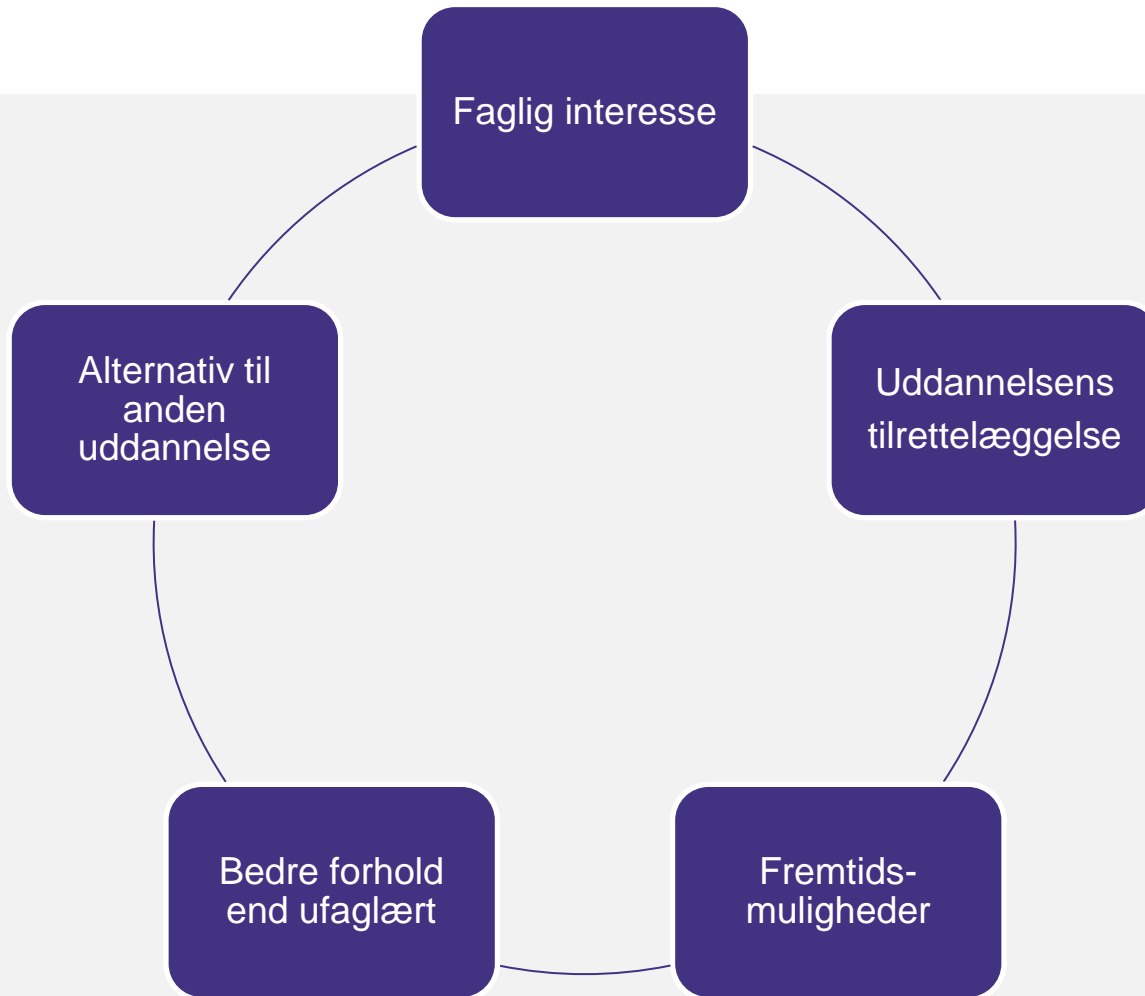 Faglig interesse
Uddannelsens
tilrettelæggelse
Fremtids-
muligheder
Bedre forhold
end ufaglært
Alternativ til
anden
uddannelse